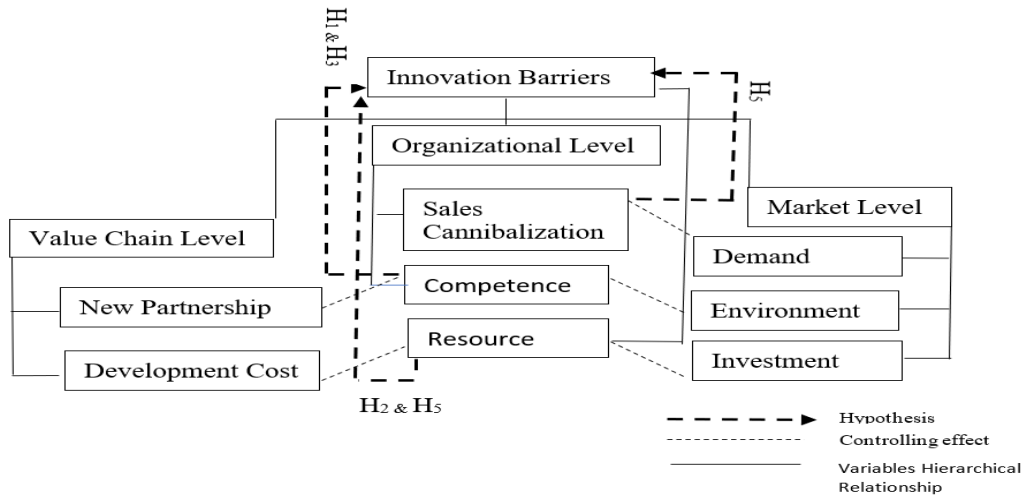 H1 & H3
Innovation Barriers
H5
Organizational Level
Sales
Cannibalization
Market Level
Value Chain Level
Demand
Competence
New Partnership
Environment
Resource
Investment
Development Cost
H2 & H5
Hypothesis
Controlling effect
Variables Hierarchical
Relationship